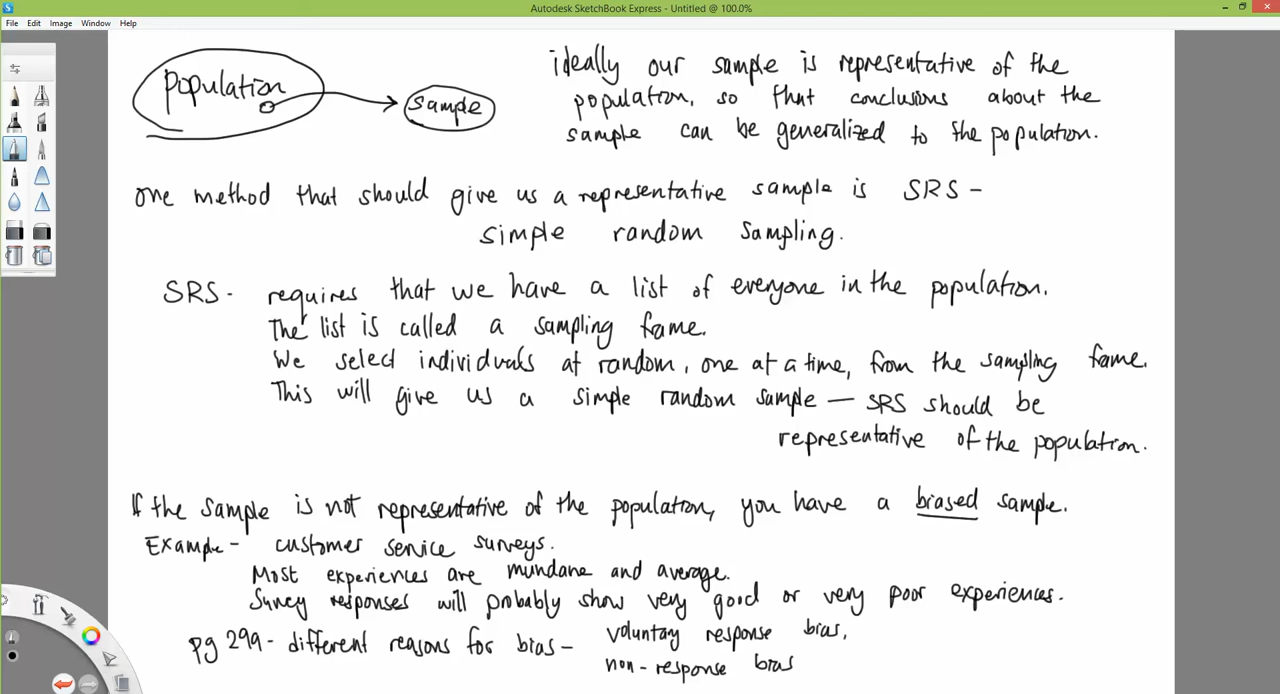 Autodesk SketchBook Express - Untitled @ 100.0%
File Edit Image Window Help
Population
sample
ideally our sample is representative of the
population, so that conclusions about the
sample can be generalized to the population.
one method that should give us a representative sample is SRS -
simple random sampling.
SRS - requires that we have a list of everyone in the population.
The list is called a sampling frame.
We select individuals at random, one at a time, from the sampling frame.
This will give us a simple random sample — SRS should be
representative of the population.
If the sample is not representative of the population, you have a biased sample.
Example - customer service surveys.
Most experiences are mundane and average.
Survey responses will probably show very good or very poor experiences.
pg 299 - different reasons for bias - voluntary response bias,
non-response bias